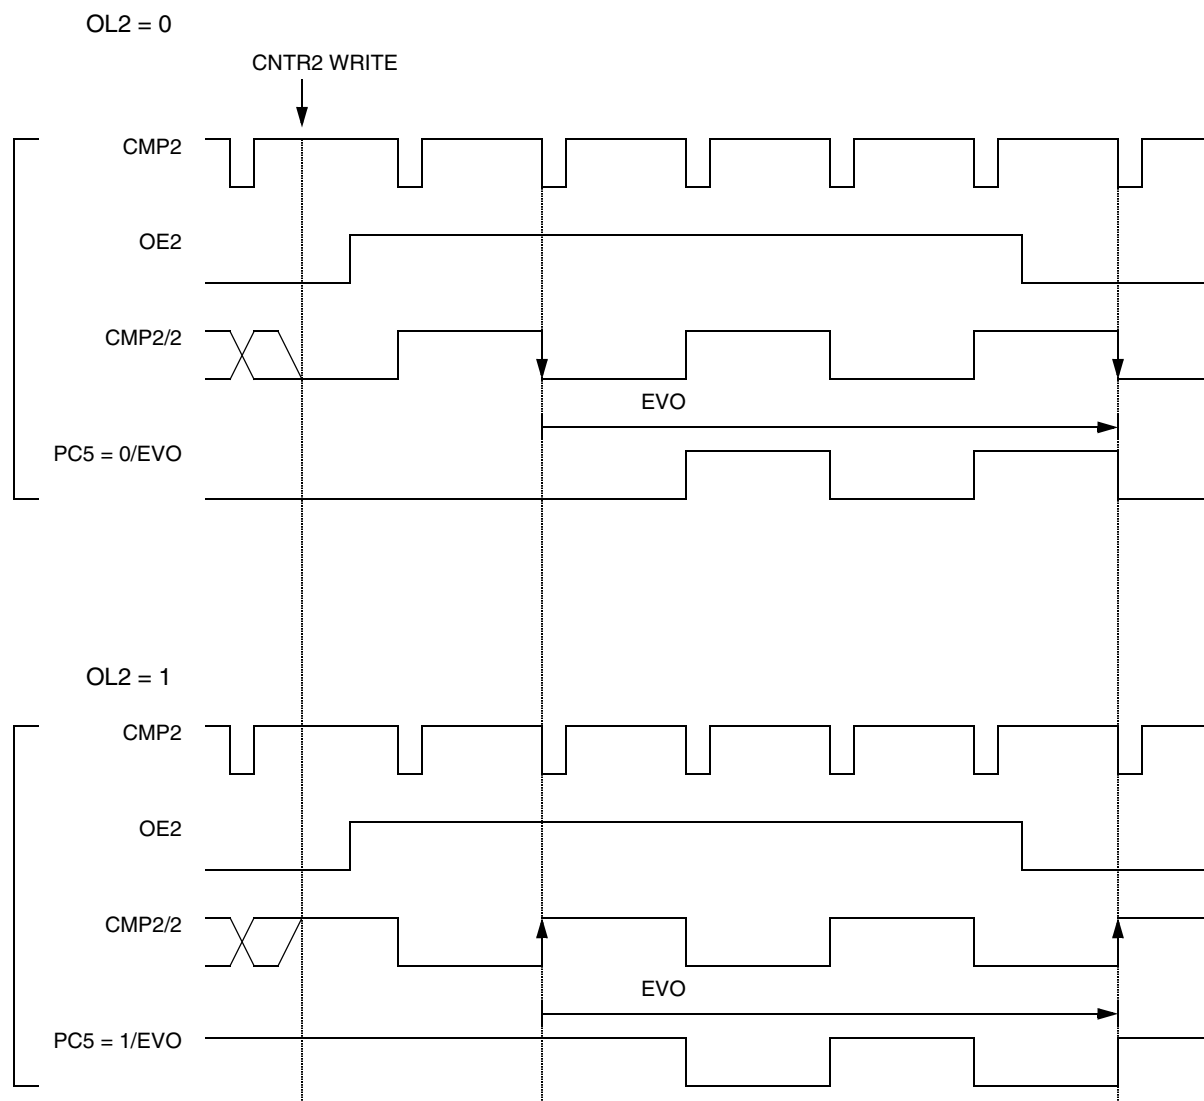 OL2 = 0
CNTR2 WRITE
CMP2
OE2
CMP2/2
EVO
PC5 = 0/EVO
OL2 = 1
CMP2
OE2
CMP2/2
EVO
PC5 = 1/EVO